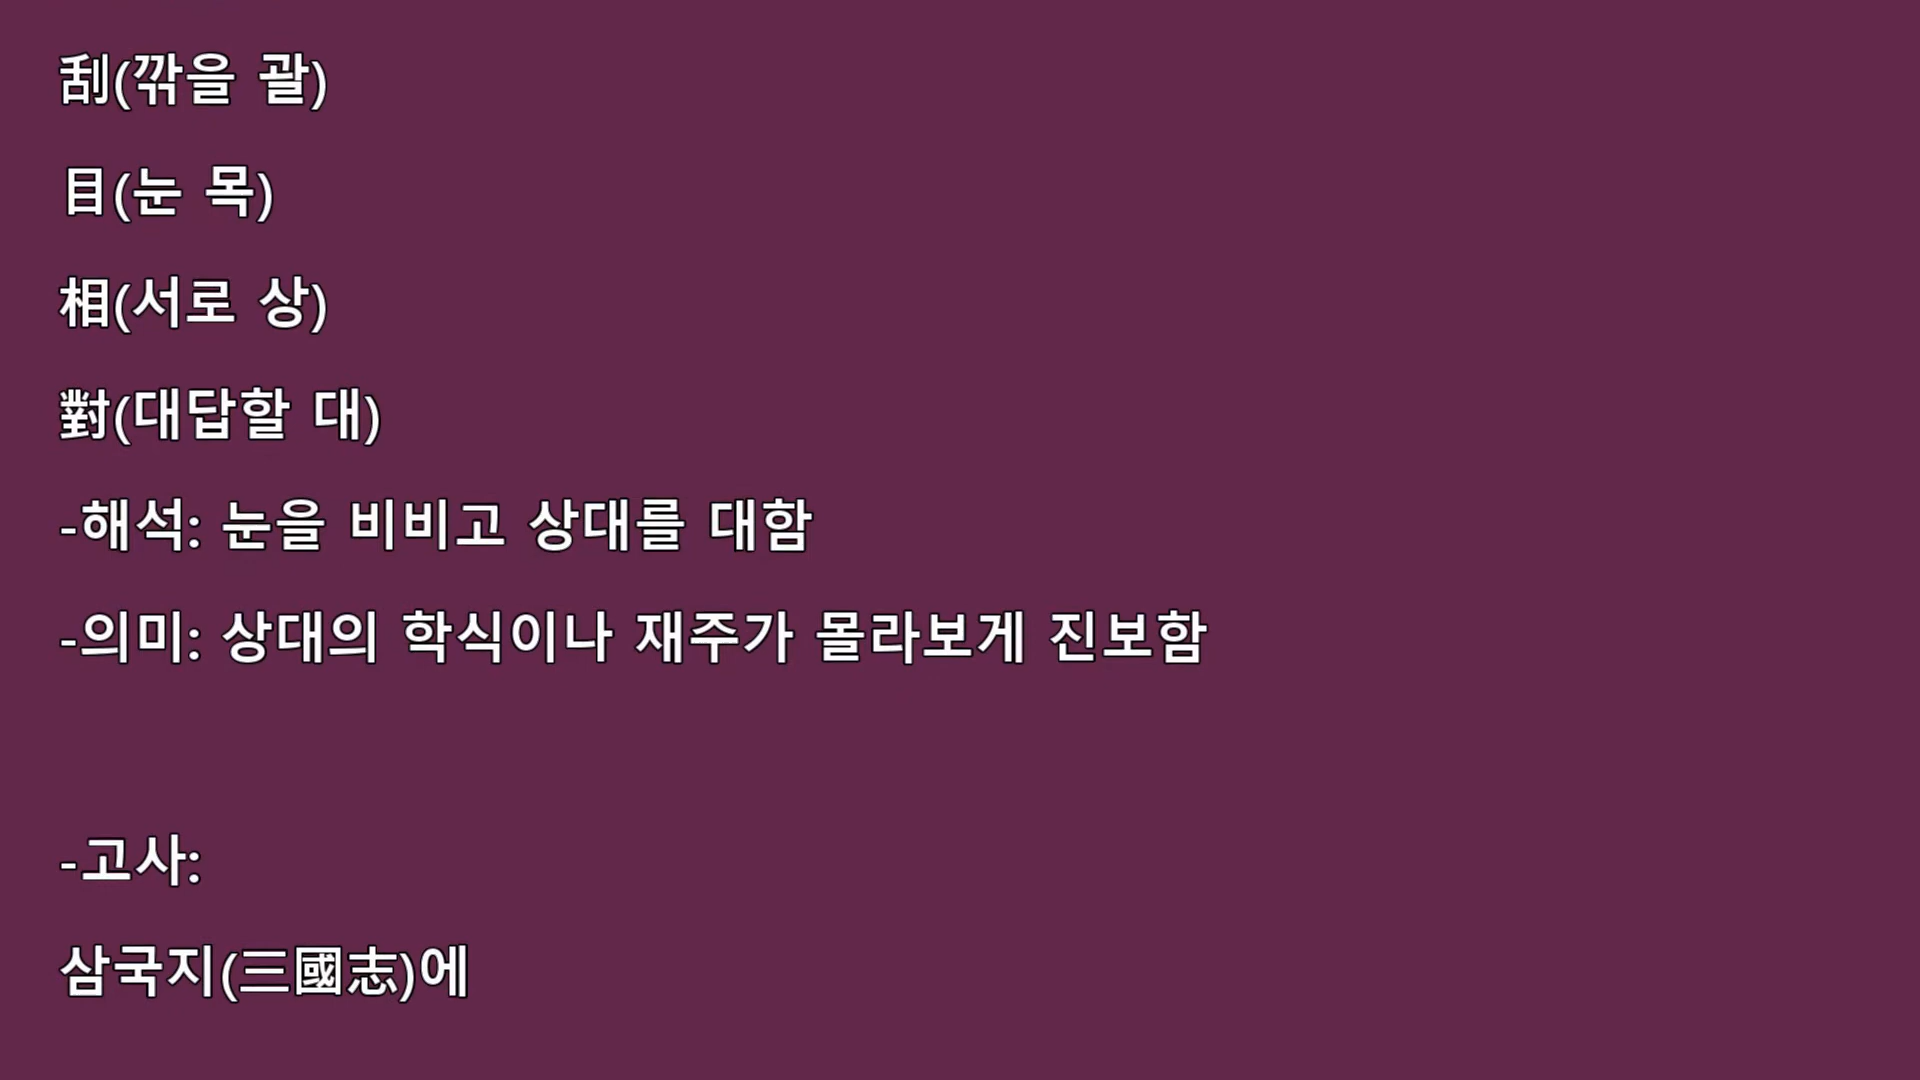 刮(깎을 괄)
目(눈 목)
相(서로 상)
對(대답할 대)
-해석: 눈을 비비고 상대를 대함
-의미: 상대의 학식이나 재주가 몰라보게 진보함
-고사:
삼국지(三國志)에